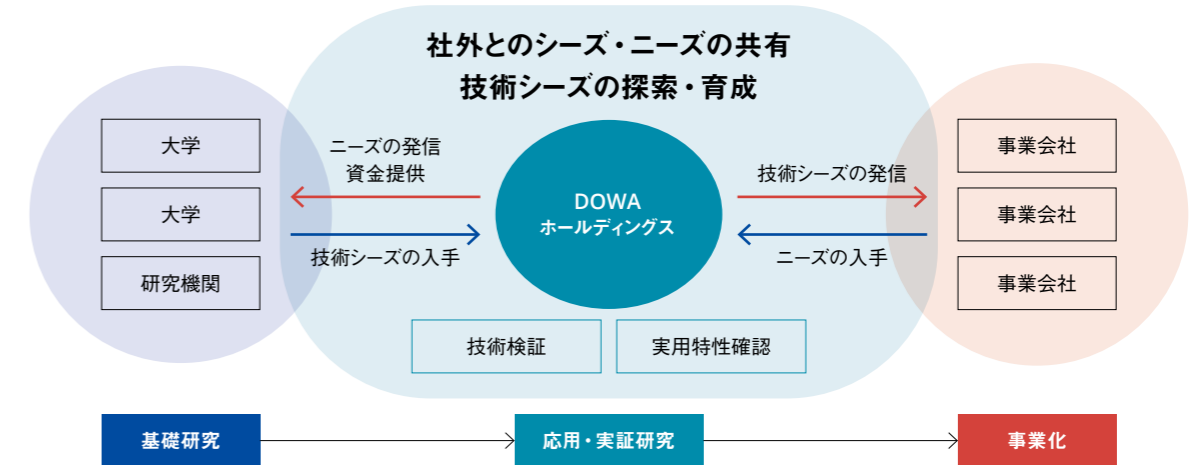 社外とのシーズ・ニーズの共有
技術シーズの探索・育成
大学
大学
研究機関
ニーズの発信
資金提供
技術シーズの入手
DOWA
ホールディングス
技術シーズの発信
ニーズの入手
事業会社
事業会社
事業会社
技術検証
実用特性確認
基礎研究
応用・実証研究
事業化